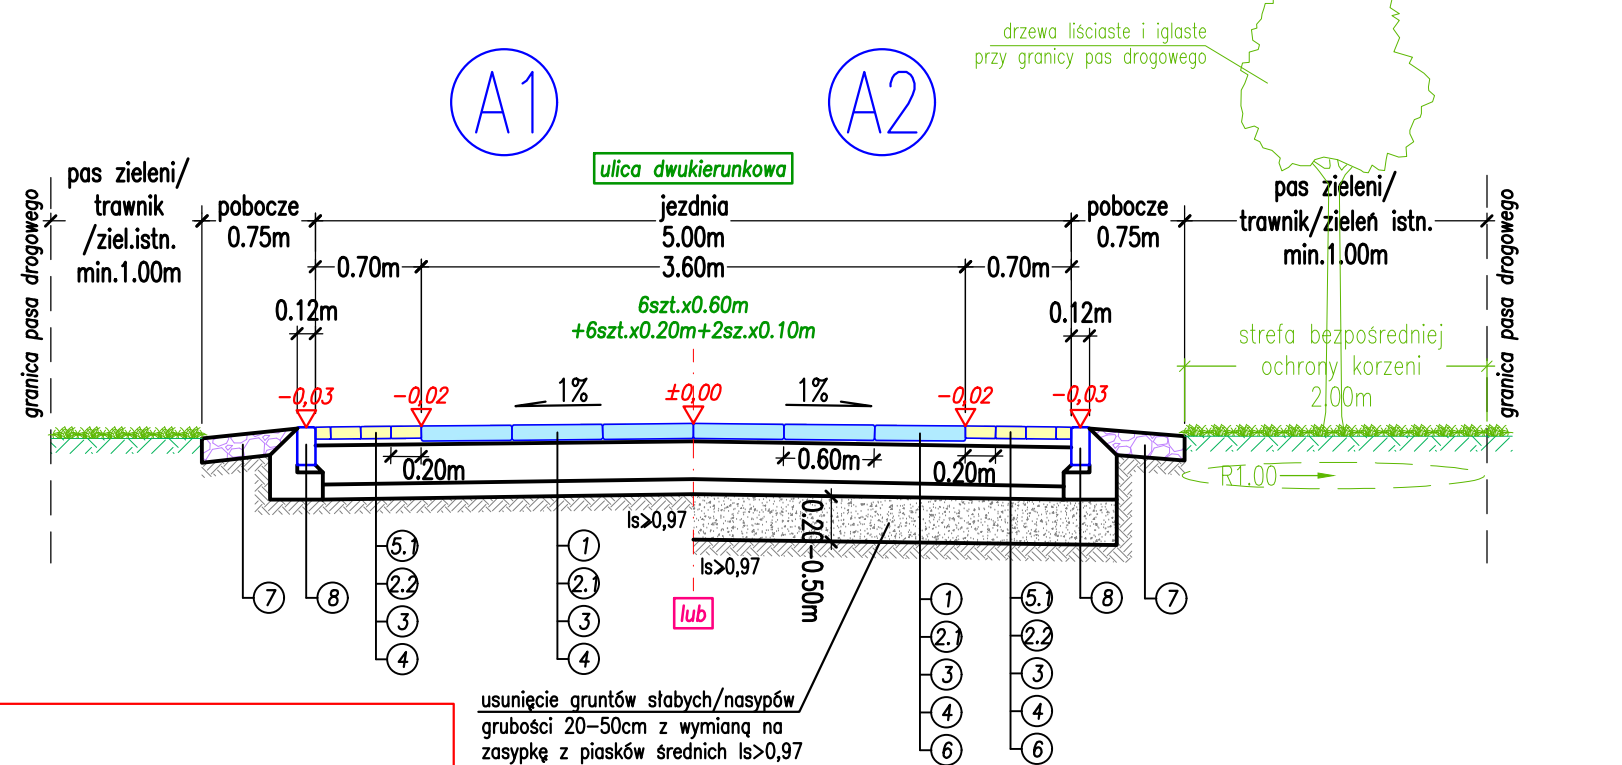 drzewa liściaste i iglaste
przy granicy pas drogowego
A1
A2
ulica dwukierunkowa
granica pasa drogowego
pas zieleni/
trawnik
/ziel.istn.
min.1.00m
pobocze
0.75m
jezdnia
5.00m
pobocze
0.75m
pas zieleni/
trawnik/zieleń istn.
min.1.00m
granica pasa drogowego
0.70m
3.60m
0.70m
0.12m
6szt.x0.60m
+6szt.x0.20m+2sz.x0.10m
0.12m
strefa bezpośredniej
ochrony korzeni
2.00m
-0,03
-0,02
1%
±0,00
1%
-0,02
-0,03
0.20m
0.60m
0.20m
R1.00
Is>0,97
0.20-0.50m
Is>0,97
7
8
5.1
2.2
3
4
1
2.1
3
4
lub
1
2.1
3
4
6
5.1
2.2
3
4
6
8
7
usunięcie gruntów słabych/nasypów
grubości 20-50cm z wymianą na
zasypkę z piasków średnich Is>0,97